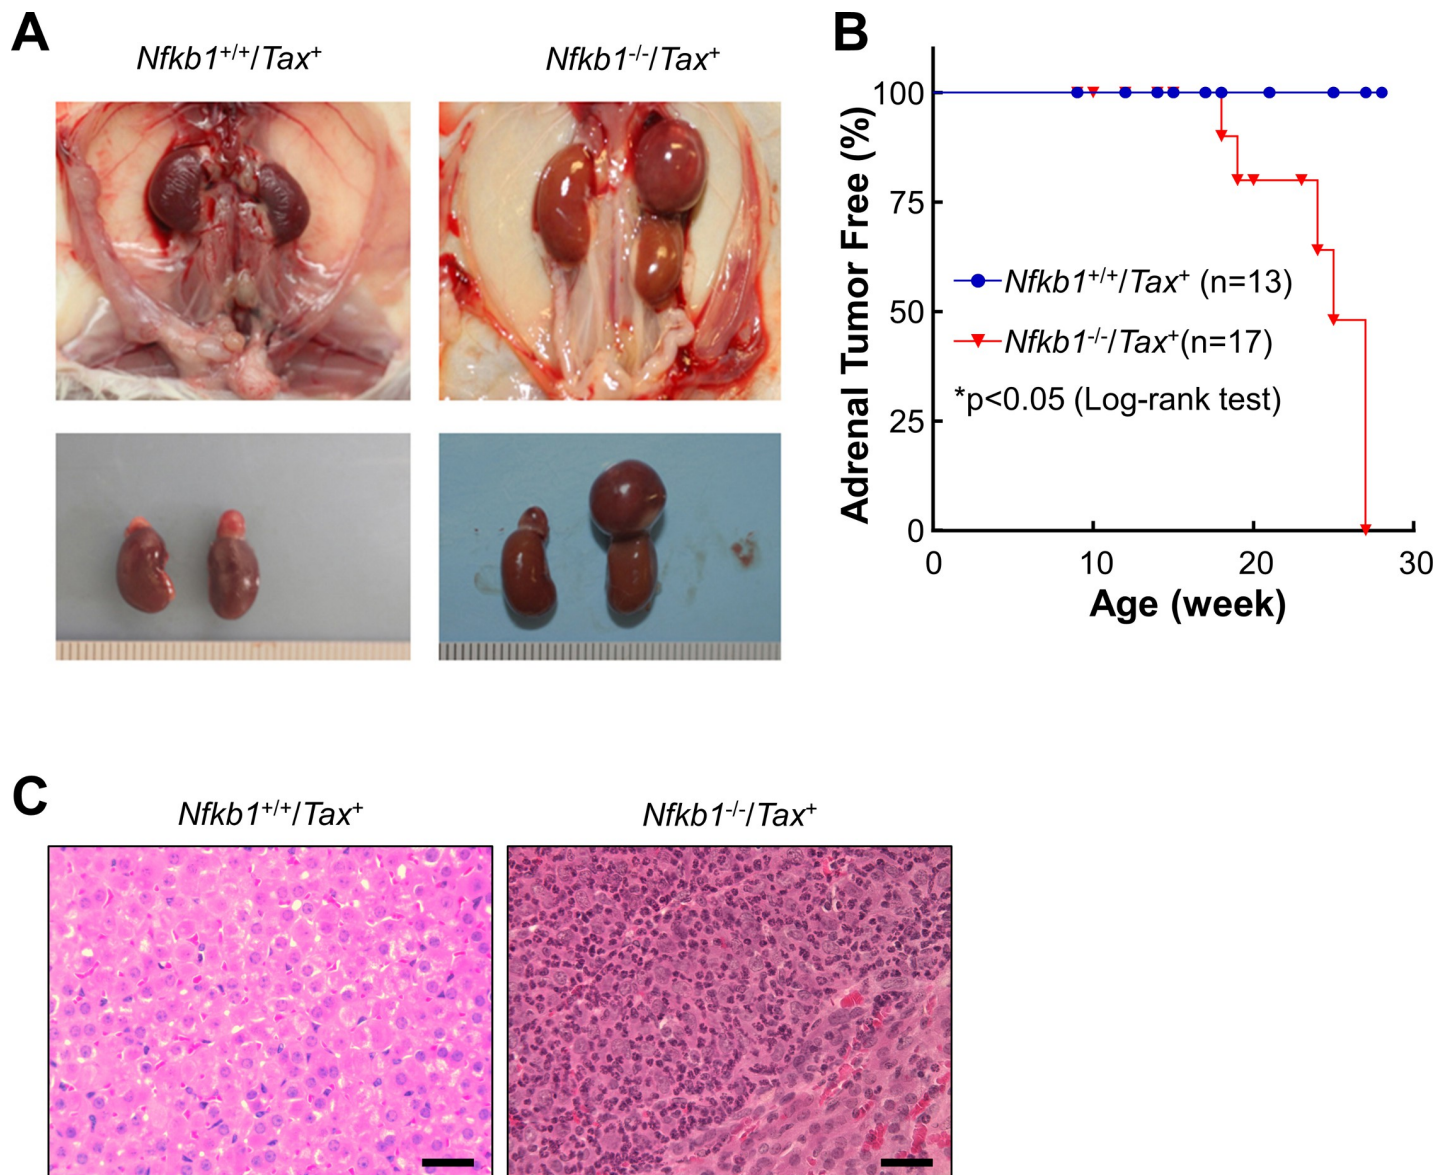 A
Nfkb1+/+/Tax+
Nfkb1-/-/Tax+
B
Adrenal Tumor Free (%)
100
75
50
25
0
Nfkb1+/+/Tax+ (n=13)
Nfkb1-/-/Tax+(n=17)
*p<0.05 (Log-rank test)
0 10 20 30
Age (week)
C
Nfkb1+/+/Tax+
Nfkb1-/-/Tax+